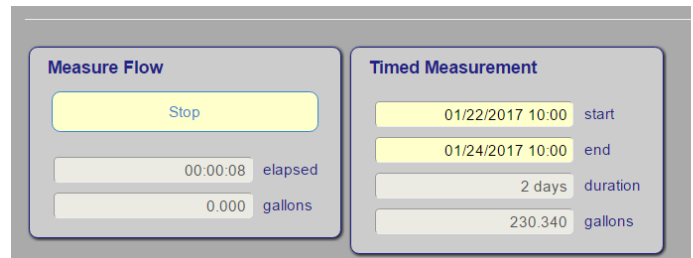 Measure Flow
Stop
00:00:08 elapsed
0.000 gallons
Timed Measurement
01/22/2017 10:00 start
01/24/2017 10:00 end
2 days duration
230.340 gallons